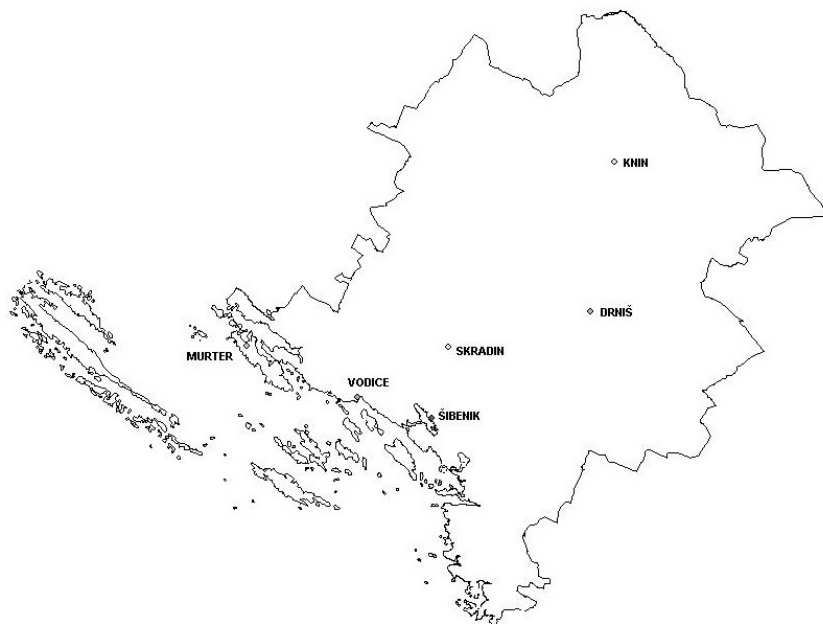 KNIN
DRNIŠ
SKRADIN
MURTER
VODICE
ŠIBENIK